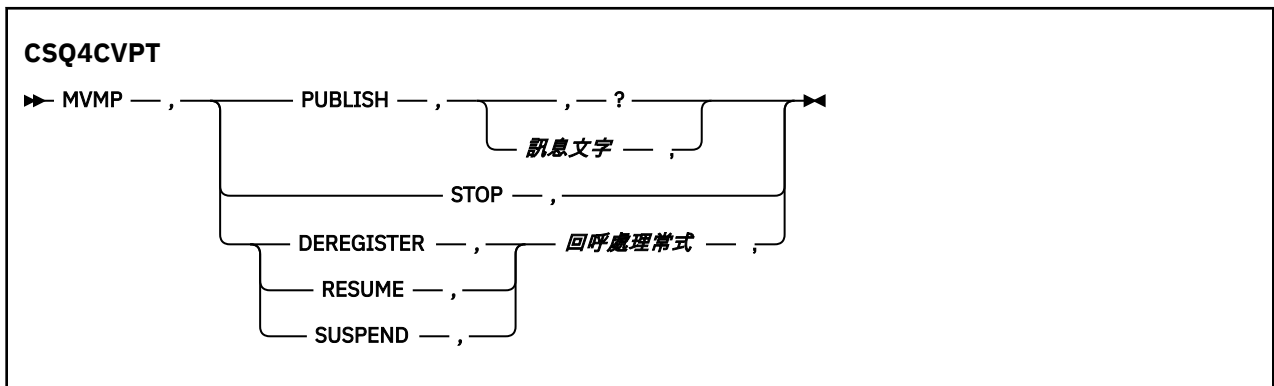 CSQ4CVPT
MVMP , PUBLISH , , ?
訊息文字 ,
STOP ,
DEREGISTER , 回呼處理常式 ,
RESUME ,
SUSPEND ,